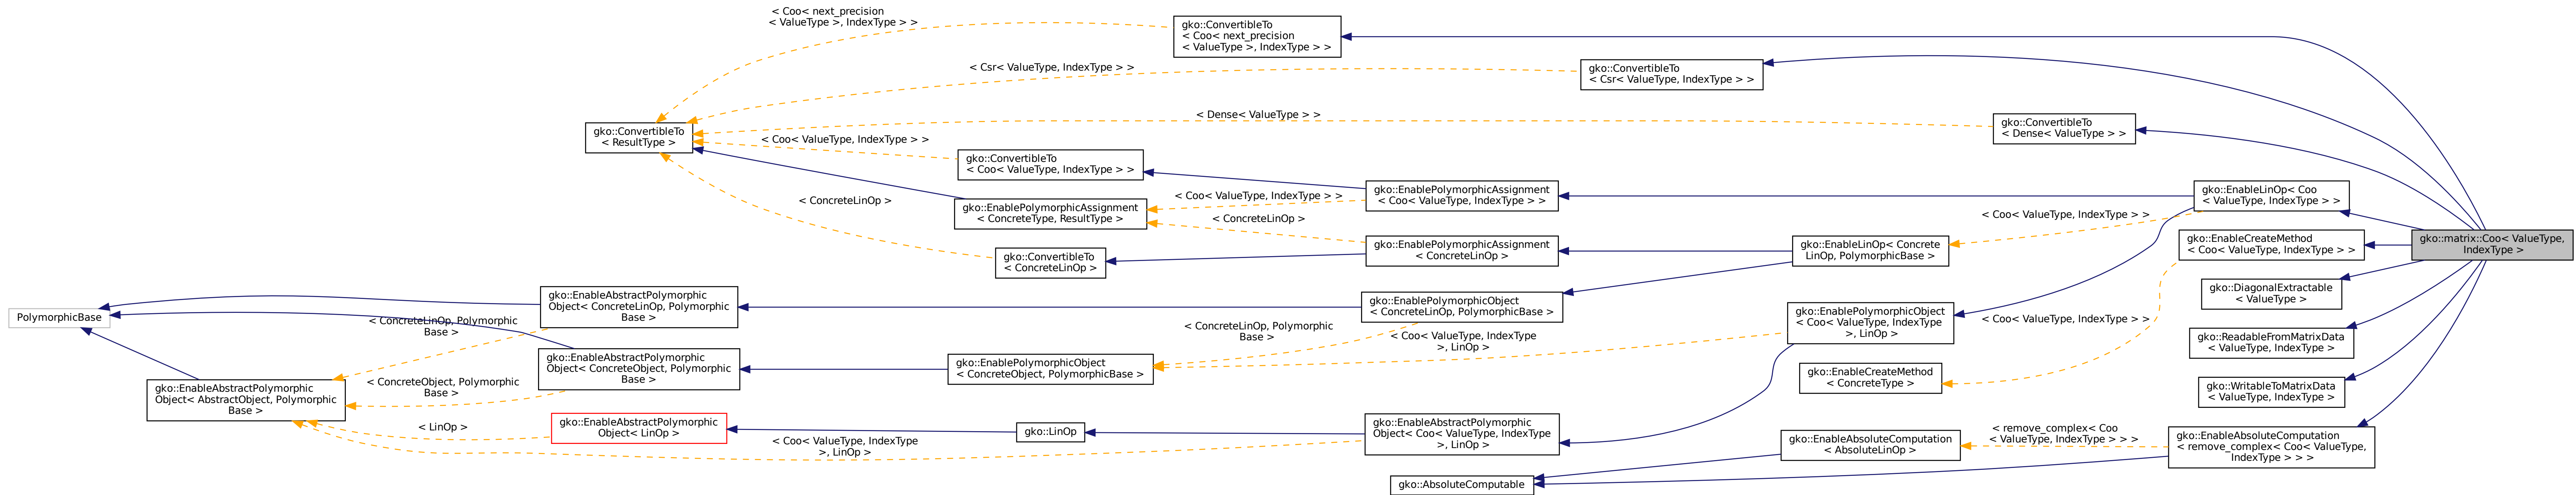 < Coo< next_precision
< ValueType >, IndexType > >
gko::ConvertibleTo
< Coo< next_precision
< ValueType >, IndexType > >
< Csr< ValueType, IndexType > >
gko::ConvertibleTo
< Csr< ValueType, IndexType > >
gko::ConvertibleTo
< ResultType >
< Dense< ValueType > >
gko::ConvertibleTo
< Dense< ValueType > >
< Coo< ValueType, IndexType > >
gko::ConvertibleTo
< Coo< ValueType, IndexType > >
gko::EnablePolymorphicAssignment
< Coo< ValueType, IndexType > >
< Coo< ValueType, IndexType > >
gko::EnableLinOp< Coo
< ValueType, IndexType > >
< ConcreteLinOp >
gko::EnablePolymorphicAssignment
< ConcreteType, ResultType >
< ConcreteLinOp >
< Coo< ValueType, IndexType > >
gko::matrix::Coo< ValueType,
IndexType >
gko::ConvertibleTo
< ConcreteLinOp >
gko::EnablePolymorphicAssignment
< ConcreteLinOp >
gko::EnableLinOp< Concrete
LinOp, PolymorphicBase >
gko::EnableCreateMethod
< Coo< ValueType, IndexType > >
gko::DiagonalExtractable
< ValueType >
PolymorphicBase
gko::EnableAbstractPolymorphic
Object< ConcreteLinOp, Polymorphic
Base >
gko::EnablePolymorphicObject
< ConcreteLinOp, PolymorphicBase >
gko::EnablePolymorphicObject
< Coo< ValueType, IndexType
>, LinOp >
< Coo< ValueType, IndexType > >
< ConcreteLinOp, Polymorphic
Base >
< ConcreteLinOp, Polymorphic
Base >
< Coo< ValueType, IndexType
>, LinOp >
gko::ReadableFromMatrixData
< ValueType, IndexType >
gko::EnableAbstractPolymorphic
Object< ConcreteObject, Polymorphic
Base >
gko::EnablePolymorphicObject
< ConcreteObject, PolymorphicBase >
gko::EnableCreateMethod
< ConcreteType >
gko::WritableToMatrixData
< ValueType, IndexType >
gko::EnableAbstractPolymorphic
Object< AbstractObject, Polymorphic
Base >
< ConcreteObject, Polymorphic
Base >
< LinOp >
gko::EnableAbstractPolymorphic
Object< LinOp >
gko::LinOp
gko::EnableAbstractPolymorphic
Object< Coo< ValueType, IndexType
>, LinOp >
< Coo< ValueType, IndexType
>, LinOp >
gko::EnableAbsoluteComputation
< AbsoluteLinOp >
< remove_complex< Coo
< ValueType, IndexType > > >
gko::EnableAbsoluteComputation
< remove_complex< Coo< ValueType,
IndexType > > >
gko::AbsoluteComputable